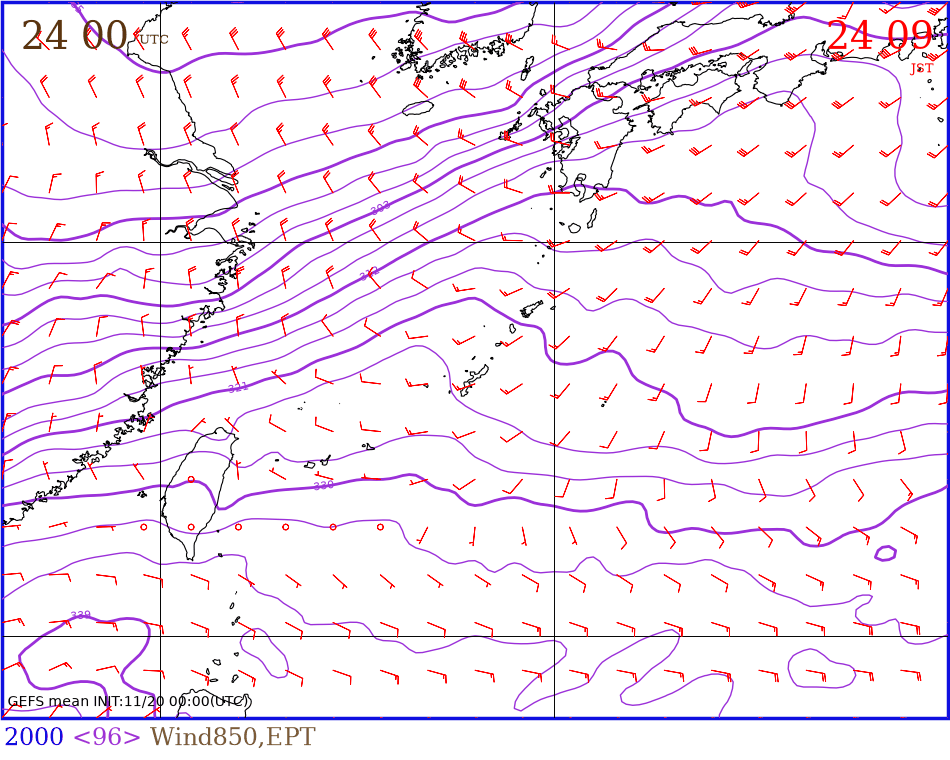 24 00 UTC
24 09
JST
303
312
321
330
339
GEFS mean INIT:11/20 00:00(UTC)
2000 <96> Wind850,EPT